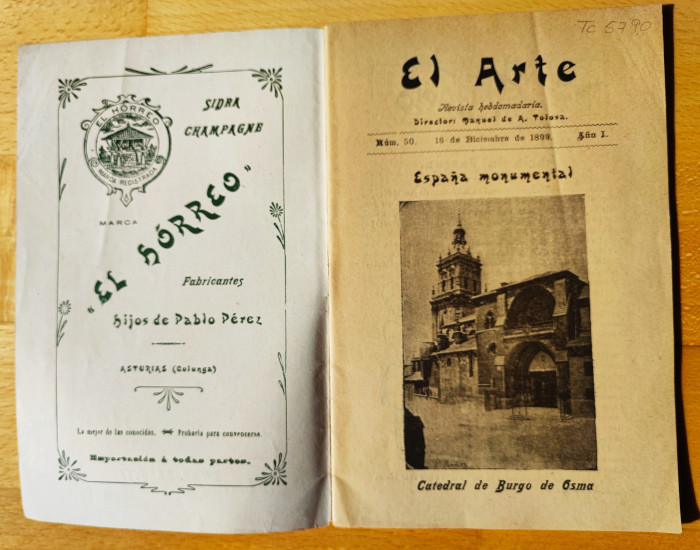 EL HÓRREO
MARCA REGISTRADA
MARCA
SIDRA
CHAMPAGNE
"EL HÓRREO"
Fabricantes
Hijos de Pablo Pérez
ASTURIAS (Colunga)
La mejor de las conocidas. Probarla para convencerse.
Exportación á todas partes.
Tc 5790
El Arte
Revista hebdomadaria.
Director: Manuel de A. Tolosa.
Núm. 50. 16 de Diciembre de 1899. Año I.
España monumental
Catedral de Burgo de Osma